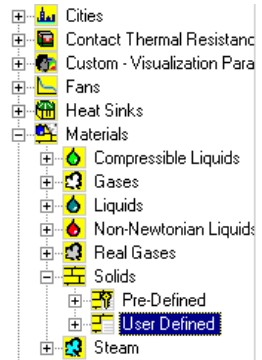 Cities
Contact Thermal Resistanc
Custom - Visualization Para
Fans
Heat Sinks
Materials
Compressible Liquids
Gases
Liquids
Non-Newtonian Liquids
Real Gases
Solids
Pre-Defined
User Defined
Steam